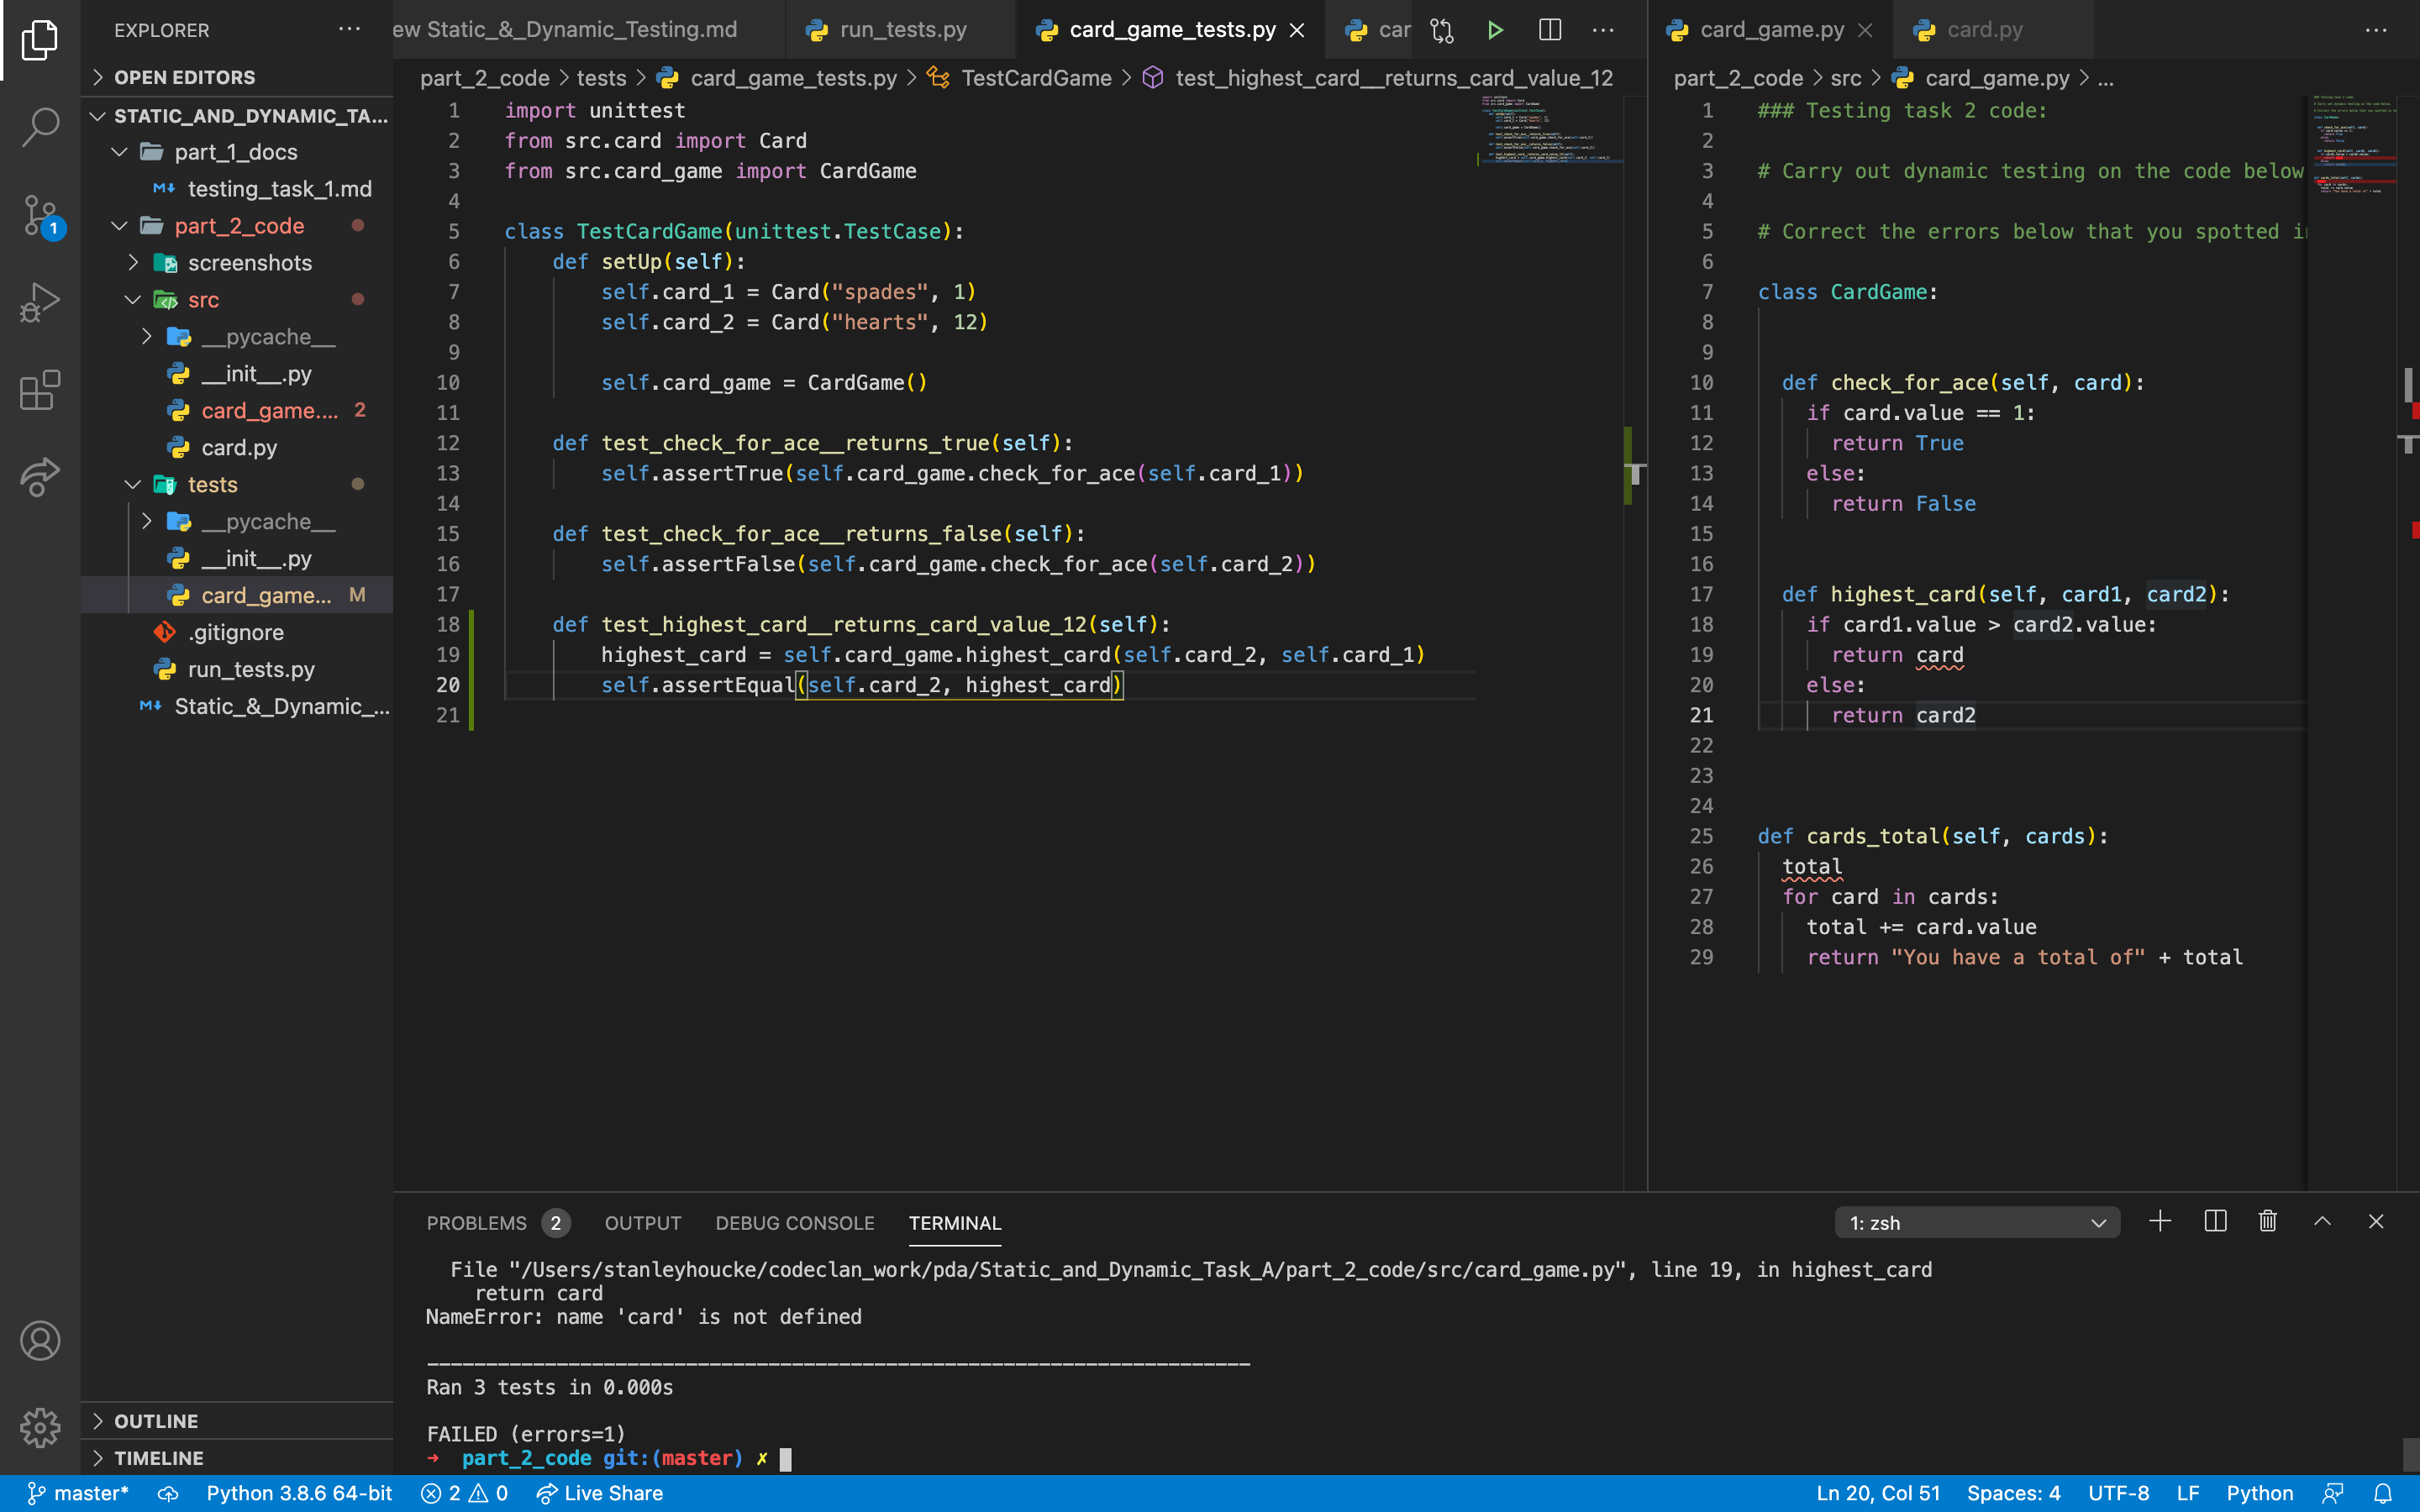 EXPLORER
OPEN EDITORS
STATIC_AND_DYNAMIC_TA...
part_1_docs
testing_task_1.md
part_2_code
screenshots
src
__pycache__
__init__.py
card_game.... 2
card.py
tests
__pycache__
__init__.py
card_game... M
.gitignore
run_tests.py
Static_&_Dynamic_...
OUTLINE
TIMELINE
1
ew Static_&_Dynamic_Testing.md
run_tests.py
card_game_tests.py
car
part_2_code > tests > card_game_tests.py > TestCardGame > test_highest_card__returns_card_value_12
1 import unittest
2 from src.card import Card
3 from src.card_game import CardGame
4
5 class TestCardGame(unittest.TestCase):
6 def setUp(self):
7 self.card_1 = Card("spades", 1)
8 self.card_2 = Card("hearts", 12)
9
10 self.card_game = CardGame()
11
12 def test_check_for_ace__returns_true(self):
13 self.assertTrue(self.card_game.check_for_ace(self.card_1))
14
15 def test_check_for_ace__returns_false(self):
16 self.assertFalse(self.card_game.check_for_ace(self.card_2))
17
18 def test_highest_card__returns_card_value_12(self):
19 highest_card = self.card_game.highest_card(self.card_2, self.card_1)
20 self.assertEqual(self.card_2, highest_card)
21
card_game.py
card.py
part_2_code > src > card_game.py > ...
1 ### Testing task 2 code:
2
3 # Carry out dynamic testing on the code below
4
5 # Correct the errors below that you spotted i
6
7 class CardGame:
8
9
10 def check_for_ace(self, card):
11 if card.value == 1:
12 return True
13 else:
14 return False
15
16
17 def highest_card(self, card1, card2):
18 if card1.value > card2.value:
19 return card
20 else:
21 return card2
22
23
24
25 def cards_total(self, cards):
26 total
27 for card in cards:
28 total += card.value
29 return "You have a total of" + total
PROBLEMS 2 OUTPUT DEBUG CONSOLE TERMINAL
1: zsh
File "/Users/stanleyhoucke/codeclan_work/pda/Static_and_Dynamic_Task_A/part_2_code/src/card_game.py", line 19, in highest_card
return card
NameError: name 'card' is not defined
----------------------------------------------------------------------
Ran 3 tests in 0.000s
FAILED (errors=1)
→ part_2_code git:(master) ✗
master* Python 3.8.6 64-bit 2 0 Live Share
Ln 20, Col 51 Spaces: 4 UTF-8 LF Python